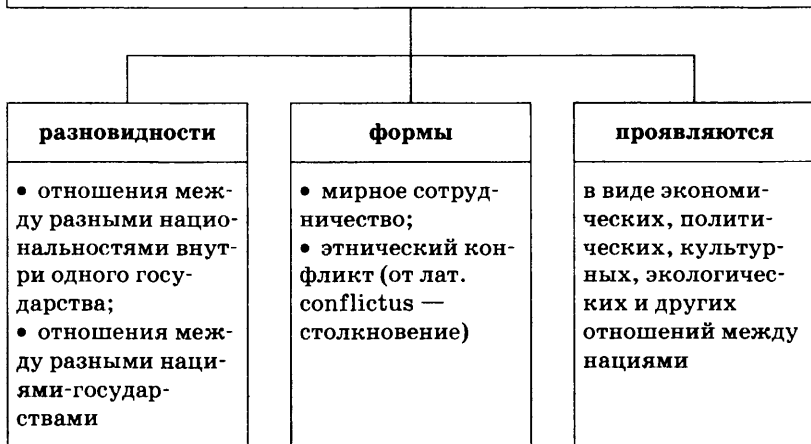 разновидности
• отношения меж-
ду разными нацио-
нальностями внут-
ри одного госу-
дарства;
• отношения меж-
ду разными наци-
ями-государ-
ствами
формы
• мирное сотруд-
ничество;
• этнический кон-
фликт (от лат.
conflictus —
столкновение)
проявляются
в виде экономи-
ческих, полити-
ческих, культур-
ных, экологичес-
ких и других
отношений между
нациями